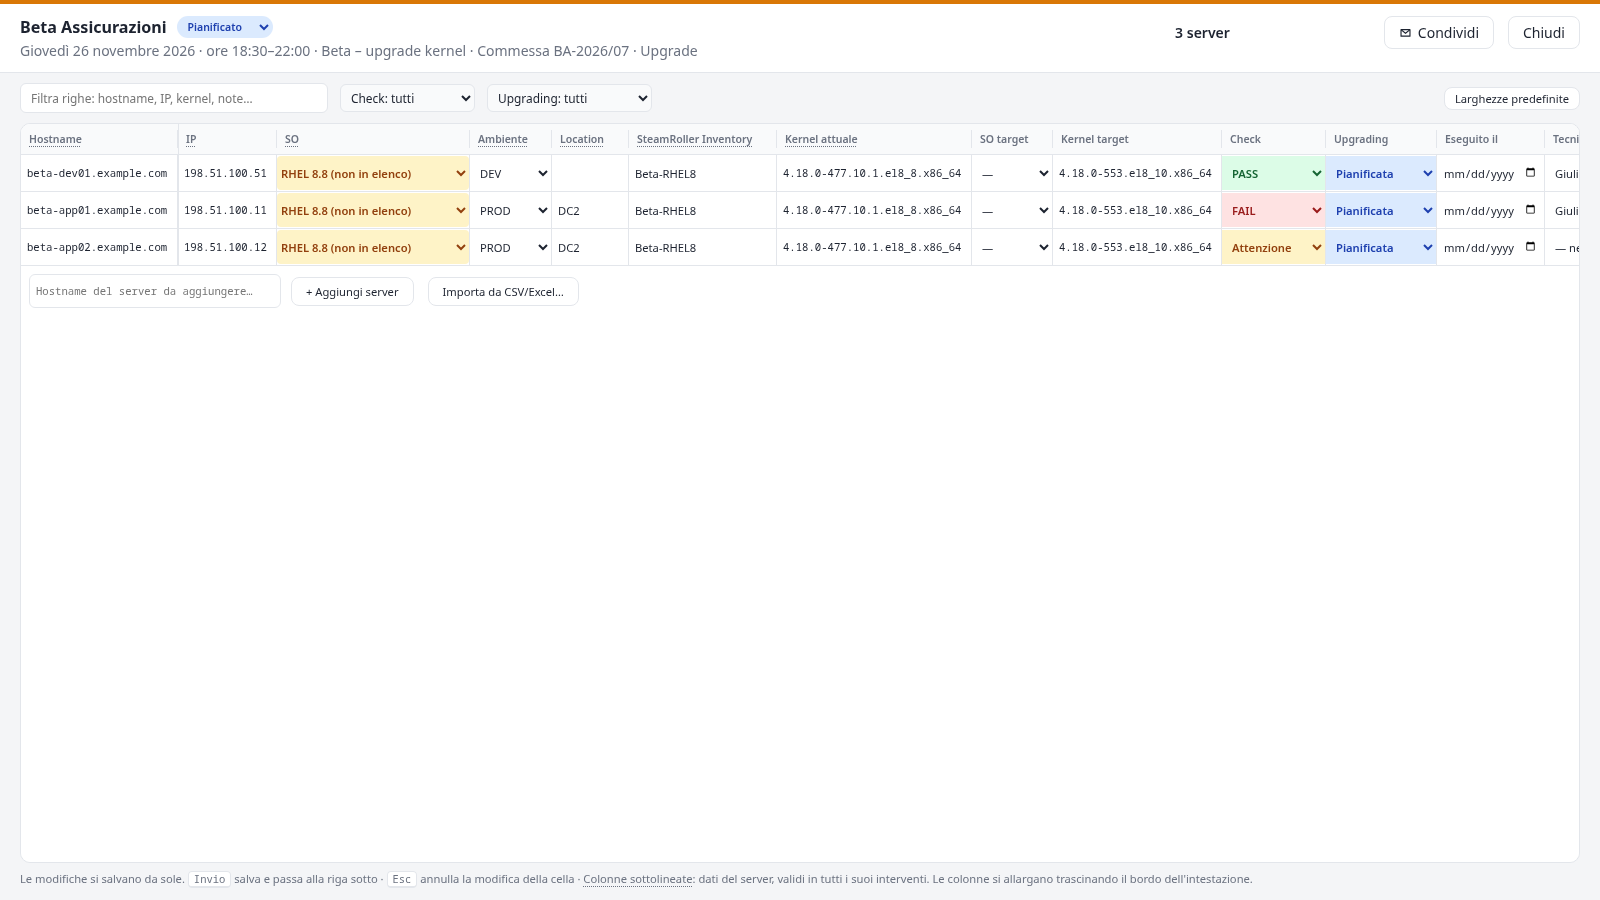 Beta Assicurazioni Pianificato
Giovedì 26 novembre 2026 · ore 18:30–22:00 · Beta – upgrade kernel · Commessa BA-2026/07 · Upgrade
3 server
Condividi
Chiudi
Filtra righe: hostname, IP, kernel, note…
Check: tutti
Upgrading: tutti
Larghezze predefinite
Hostname IP SO Ambiente Location SteamRoller Inventory Kernel attuale SO target Kernel target Check Upgrading Eseguito il Tecni
beta-dev01.example.com 198.51.100.51 RHEL 8.8 (non in elenco) DEV Beta-RHEL8 4.18.0-477.10.1.el8_8.x86_64 — 4.18.0-553.el8_10.x86_64 PASS Pianificata mm/dd/yyyy Giuli
beta-app01.example.com 198.51.100.11 RHEL 8.8 (non in elenco) PROD DC2 Beta-RHEL8 4.18.0-477.10.1.el8_8.x86_64 — 4.18.0-553.el8_10.x86_64 FAIL Pianificata mm/dd/yyyy Giuli
beta-app02.example.com 198.51.100.12 RHEL 8.8 (non in elenco) PROD DC2 Beta-RHEL8 4.18.0-477.10.1.el8_8.x86_64 — 4.18.0-553.el8_10.x86_64 Attenzione Pianificata mm/dd/yyyy — ne
Hostname del server da aggiungere…
+ Aggiungi server
Importa da CSV/Excel…
Le modifiche si salvano da sole. Invio salva e passa alla riga sotto · Esc annulla la modifica della cella · Colonne sottolineate: dati del server, validi in tutti i suoi interventi. Le colonne si allargano trascinando il bordo dell'intestazione.